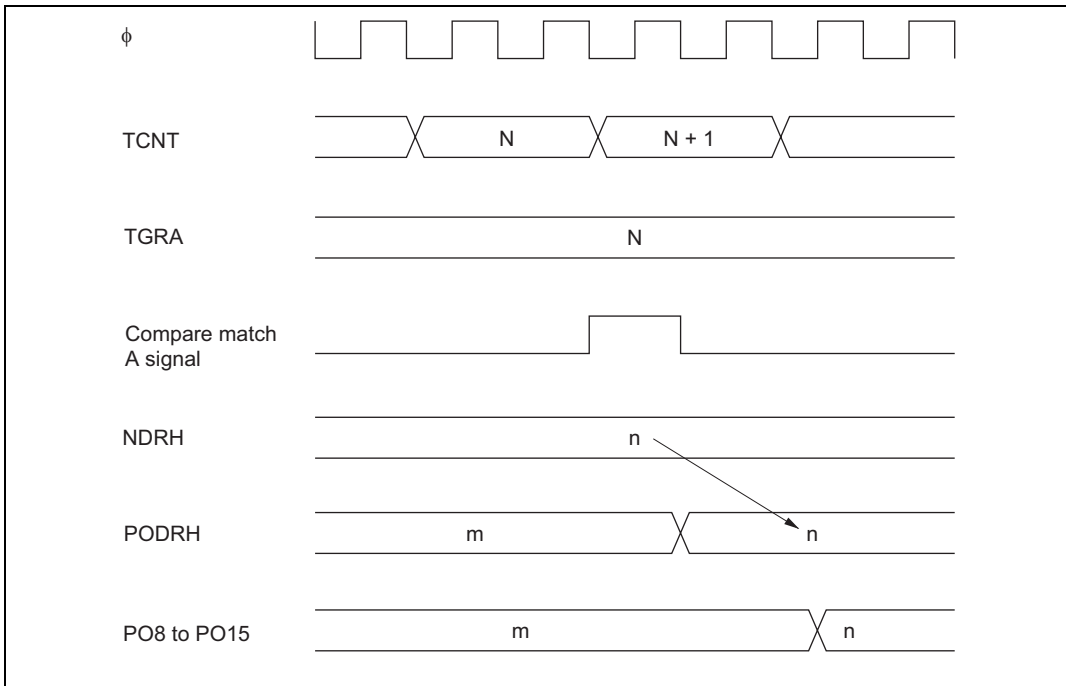 ϕ
TCNT
N
N + 1
TGRA
N
Compare match
A signal
NDRH
n
PODRH
m
n
PO8 to PO15
m
n